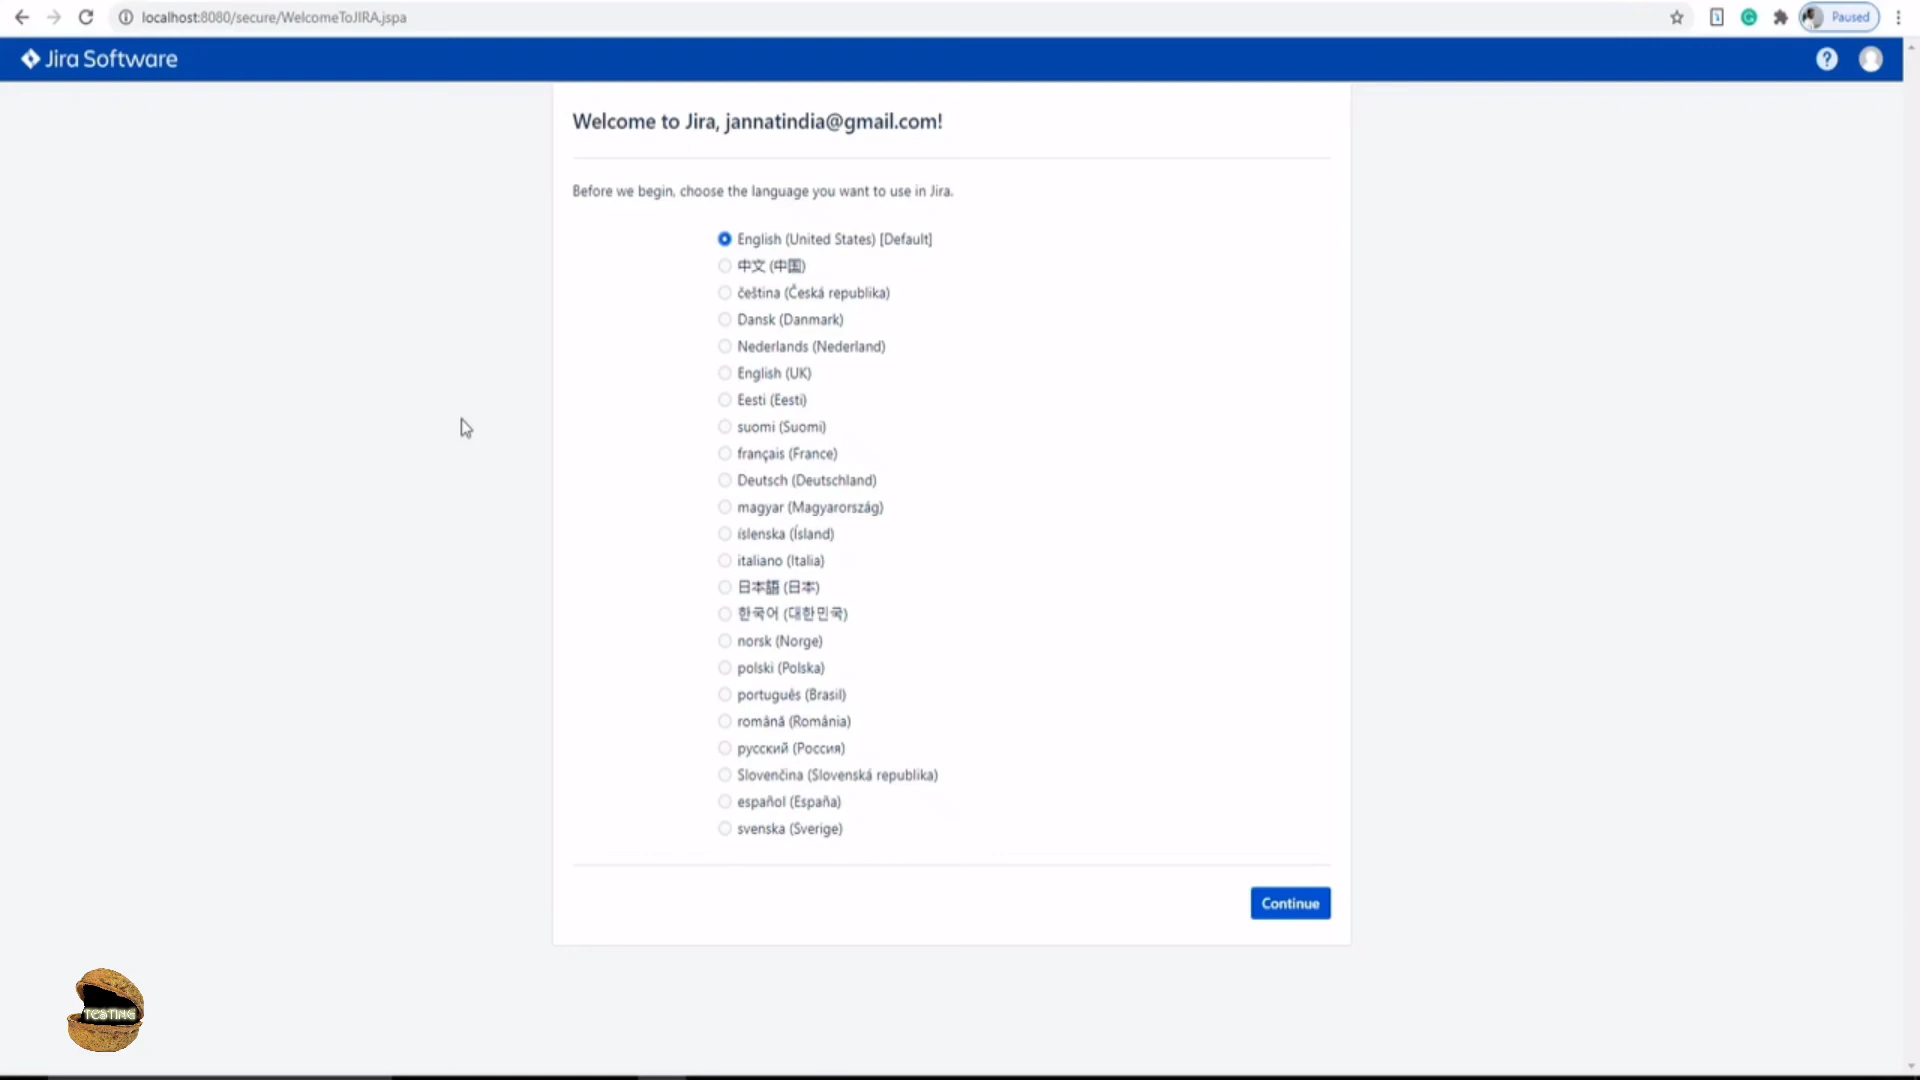 localhost:8080/secure/WelcomeToJIRA.jspa
Paused
Jira Software
Welcome to Jira, jannatindia@gmail.com!
Before we begin, choose the language you want to use in Jira.
English (United States) [Default]
中文 (中国)
čeština (Česká republika)
Dansk (Danmark)
Nederlands (Nederland)
English (UK)
Eesti (Eesti)
suomi (Suomi)
français (France)
Deutsch (Deutschland)
magyar (Magyarország)
íslenska (Ísland)
italiano (Italia)
日本語 (日本)
한국어 (대한민국)
norsk (Norge)
polski (Polska)
português (Brasil)
română (România)
русский (Россия)
Slovenčina (Slovenská republika)
español (España)
svenska (Sverige)
Continue
TESTING